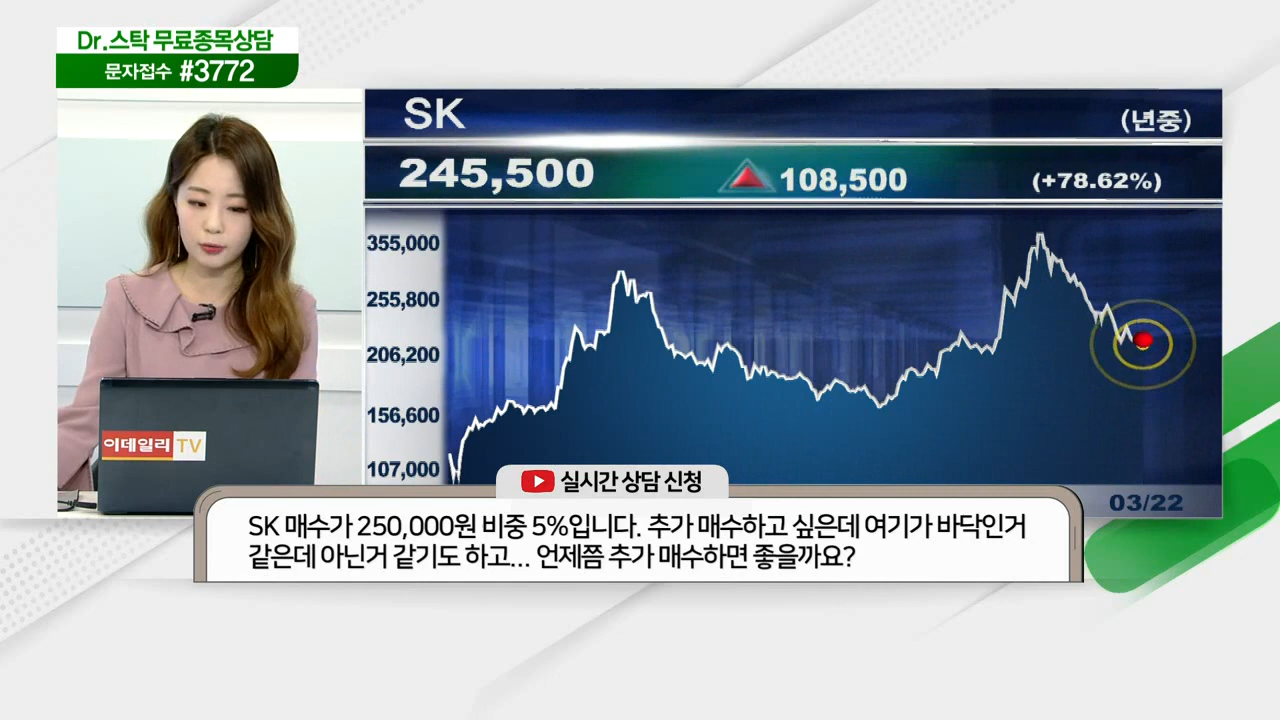 Dr.스탁 무료종목상담
문자접수 #3772
SK
(년중)
245,500
108,500
(+78.62%)
355,000
255,800
206,200
156,600
107,000
03/22
이데일리 TV
실시간 상담 신청
SK 매수가 250,000원 비중 5%입니다. 추가 매수하고 싶은데 여기가 바닥인거
같은데 아닌거 같기도 하고... 언제쯤 추가 매수하면 좋을까요?